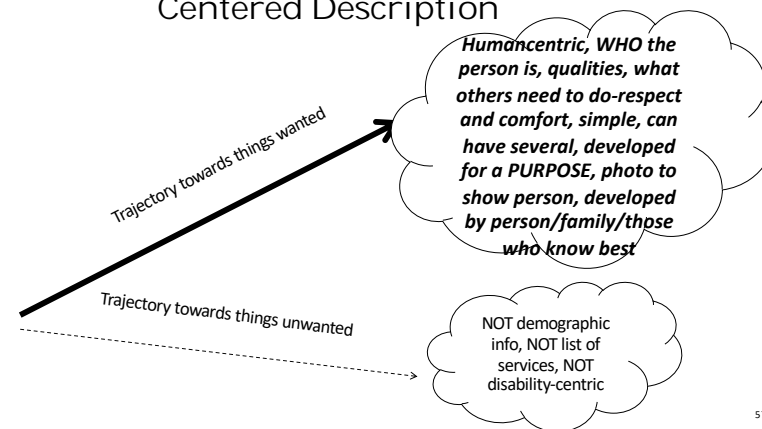 Centered Description
Humancentric, WHO the
person is, qualities, what
others need to do-respect
and comfort, simple, can
have several, developed
for a PURPOSE, photo to
show person, developed
by person/family/those
who know best
Trajectory towards things wanted
Trajectory towards things unwanted
NOT demographic
info, NOT list of
services, NOT
disability-centric